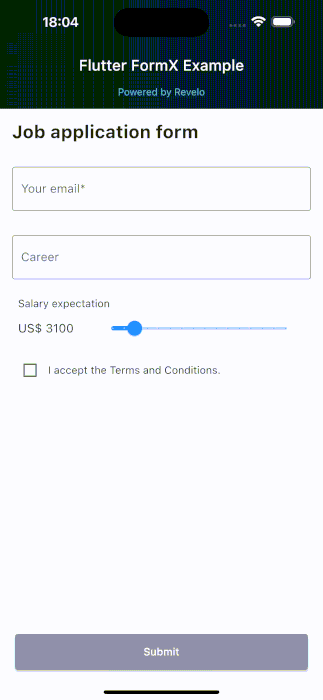 18:04
Flutter FormX Example
Powered by Revelo
Job application form
Your email*
Career
Salary expectation
US$ 3100
I accept the Terms and Conditions.
Submit